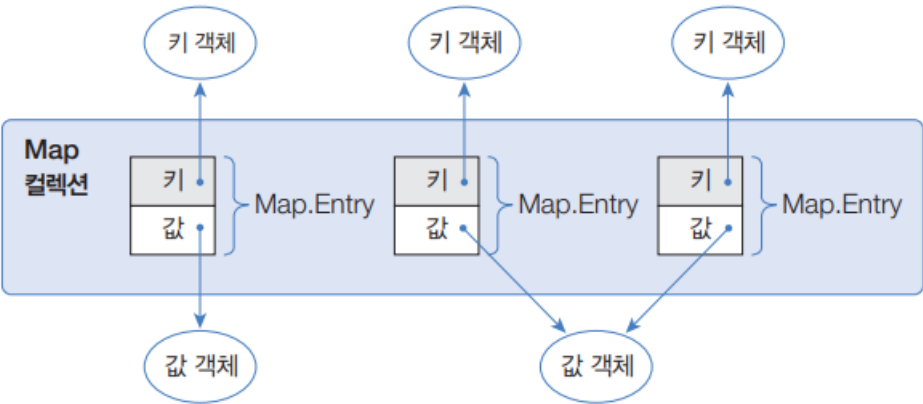 키 객체
키 객체
키 객체
Map
컬렉션
키
값
Map.Entry
키
값
Map.Entry
키
값
Map.Entry
값 객체
값 객체